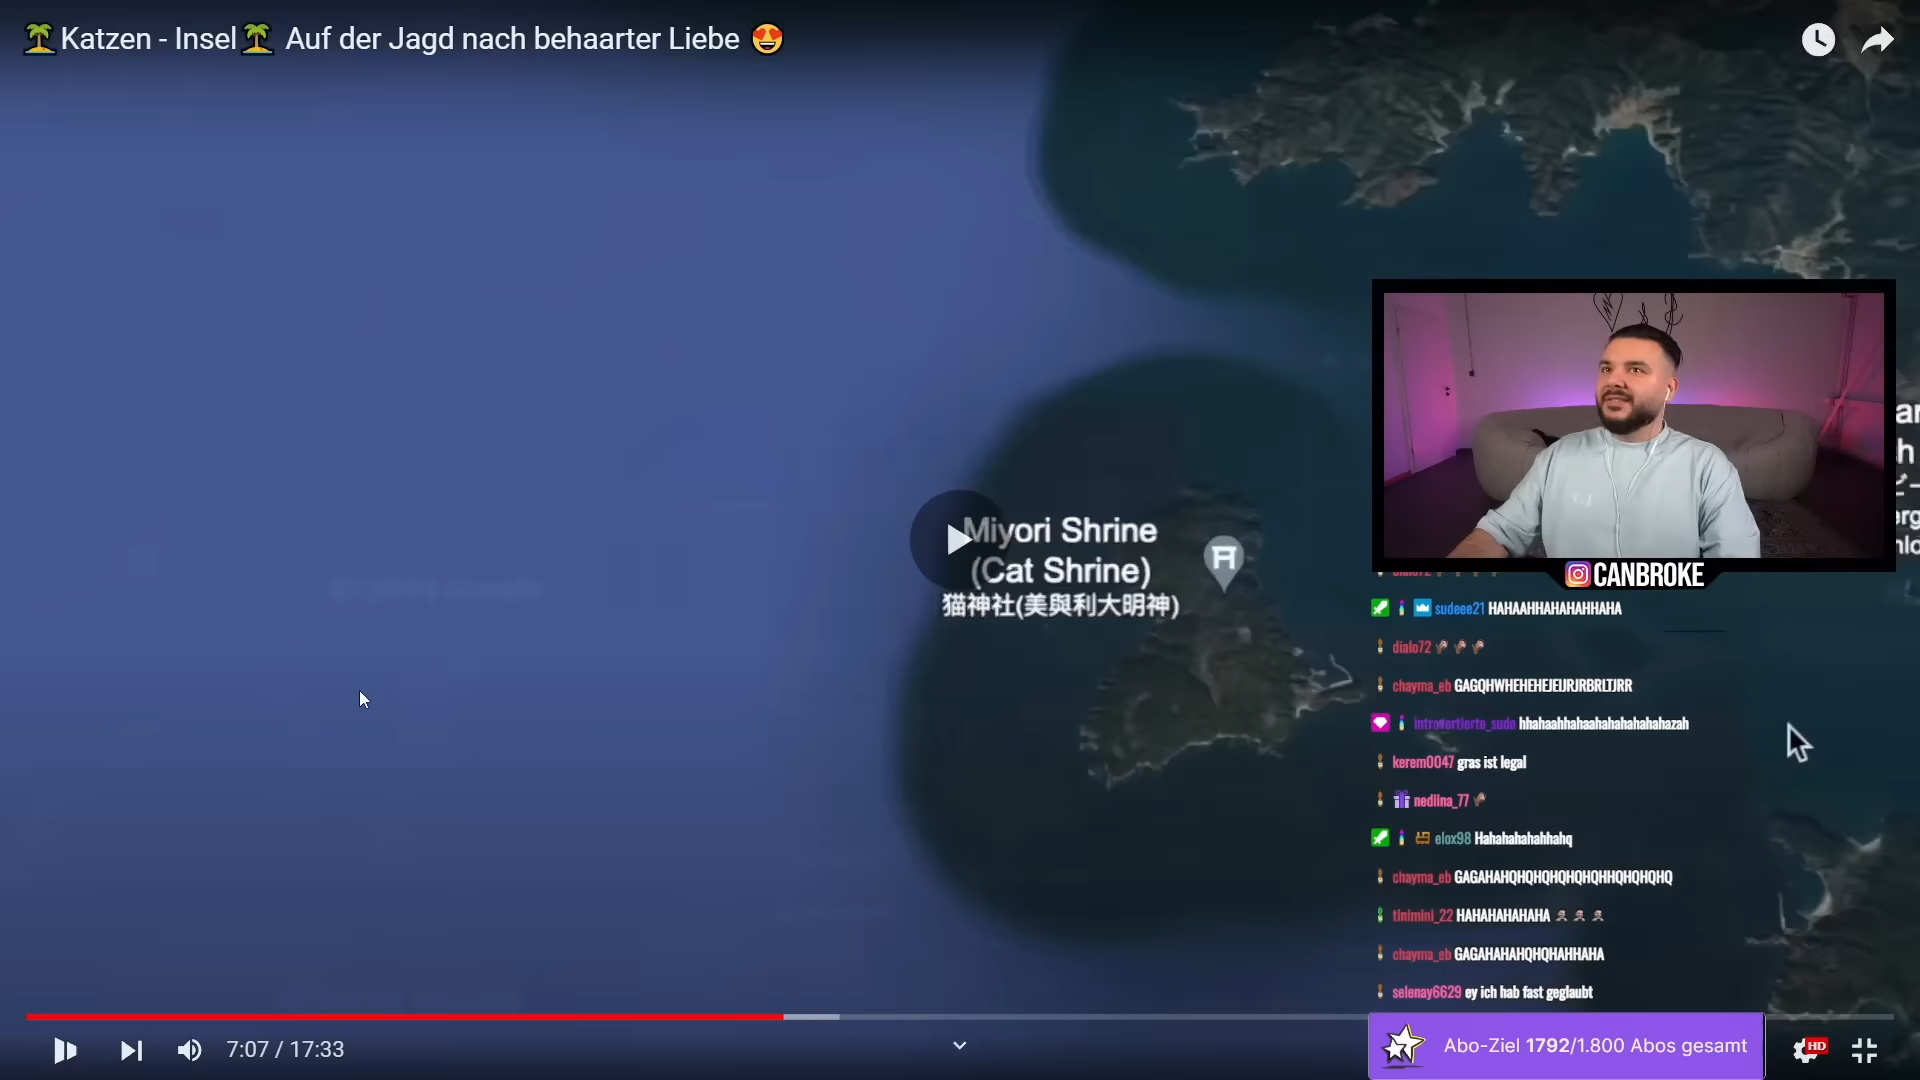 Katzen - Insel Auf der Jagd nach behaarter Liebe
Miyori Shrine
(Cat Shrine)
猫神社(美與利大明神)
CANBROKE
sudeee21 HAHAAHHAHAHAHHAHA
dialo72
chayma_eb GAGQHWHEHEHEJEIJRJRBRLTJRR
introvertierte_sude hhahaahhahaahahahahahahazah
kerem0047 gras ist legal
nedlina_77
elox98 Hahahahahahhahq
chayma_eb GAGAHAHQHQHQHQHQHQHHQHQHQHQ
tinimini_22 HAHAHAHAHAHA
chayma_eb GAGAHAHAHQHQHAHHAHA
selenay6629 ey ich hab fast geglaubt
Abo-Ziel 1792/1.800 Abos gesamt
7:07 / 17:33
HD